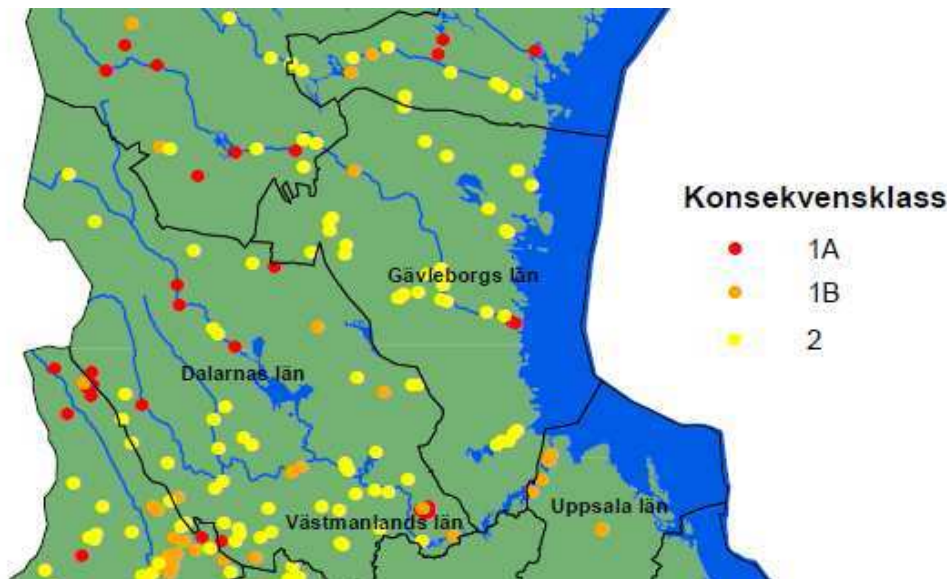 Konsekvensklass
1A
1B
2
Gävleborgs län
Dalarnas län
Västmanlands län
Uppsala län